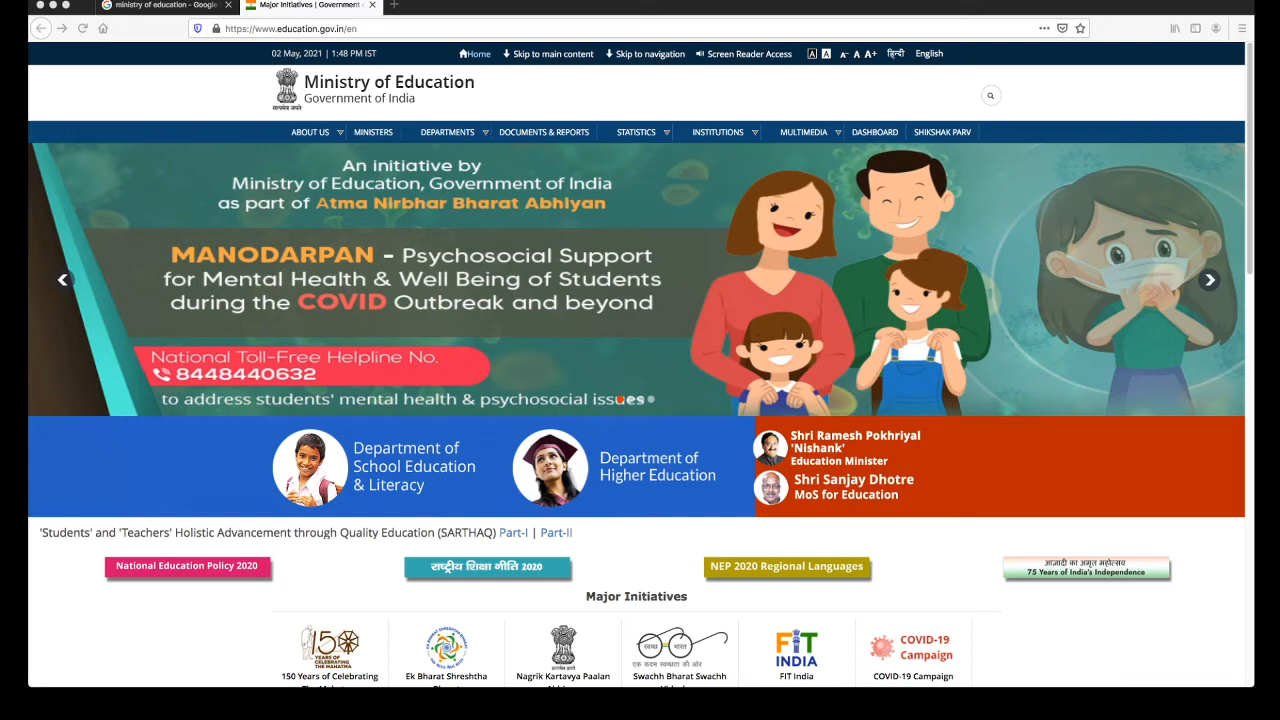 ministry of education - Google
Major Initiatives | Government
https://www.education.gov.in/en
02 May, 2021 | 1:48 PM IST
Home
Skip to main content
Skip to navigation
Screen Reader Access
A A A- A A+
हिन्दी
English
Ministry of Education
Government of India
सत्यमेव जयते
ABOUT US
MINISTERS
DEPARTMENTS
DOCUMENTS & REPORTS
STATISTICS
INSTITUTIONS
MULTIMEDIA
DASHBOARD
SHIKSHAK PARV
An initiative by
Ministry of Education, Government of India
as part of Atma Nirbhar Bharat Abhiyan
MANODARPAN - Psychosocial Support
for Mental Health & Well Being of Students
during the COVID Outbreak and beyond
National Toll-Free Helpline No.
8448440632
to address students' mental health & psychosocial issues
Department of
School Education
& Literacy
Department of
Higher Education
Shri Ramesh Pokhriyal
'Nishank'
Education Minister
Shri Sanjay Dhotre
MoS for Education
'Students' and 'Teachers' Holistic Advancement through Quality Education (SARTHAQ) Part-I | Part-II
National Education Policy 2020
राष्ट्रीय शिक्षा नीति 2020
NEP 2020 Regional Languages
आज़ादी का अमृत महोत्सव
75 Years of India's Independence
Major Initiatives
150
YEARS OF
CELEBRATING
THE MAHATMA
150 Years of Celebrating
Ek Bharat Shreshtha
Nagrik Kartavya Paalan
स्वच्छ भारत
एक कदम स्वच्छता की ओर
Swachh Bharat Swachh
FIT
INDIA
FIT India
COVID-19
Campaign
COVID-19 Campaign